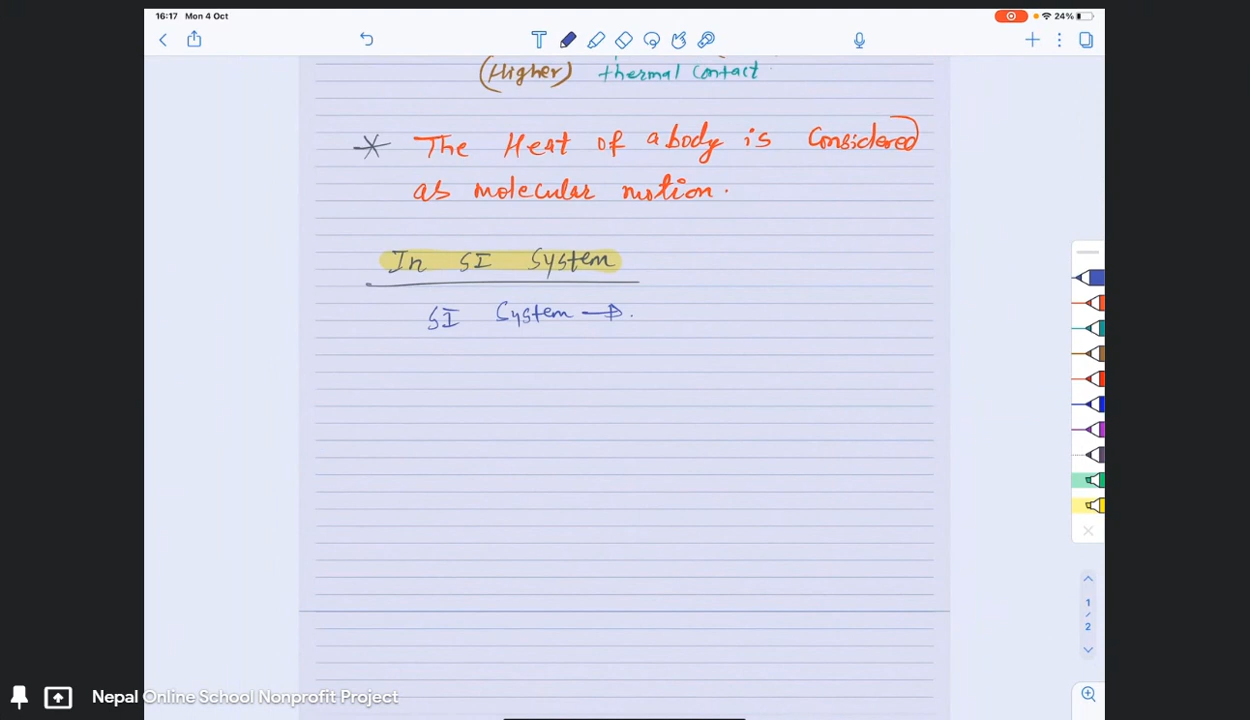 16:17 Mon 4 Oct
24%
(Higher) thermal contact
* The Heat of a body is Considered
as molecular motion.
In SI System
SI System →
1
/
2
Nepal Online School Nonprofit Project